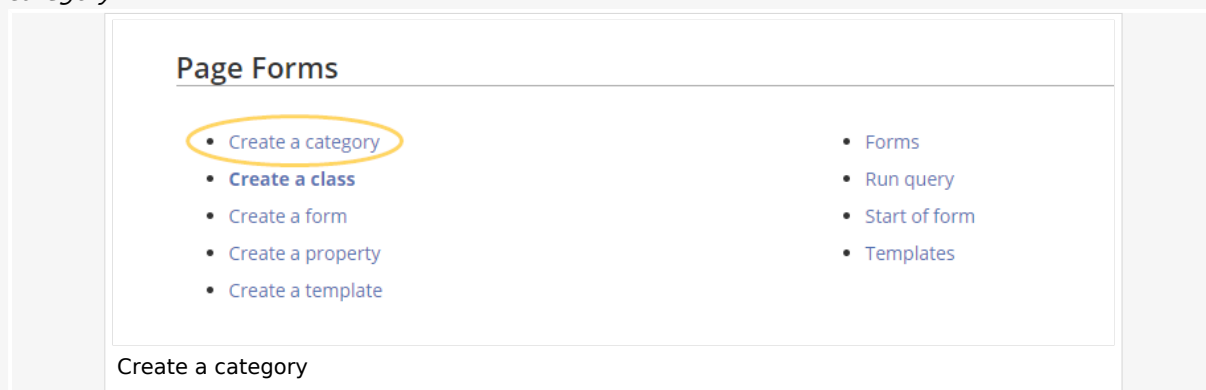 Page Forms
Create a category
Create a class
Create a form
Create a property
Create a template
Forms
Run query
Start of form
Templates
Create a category